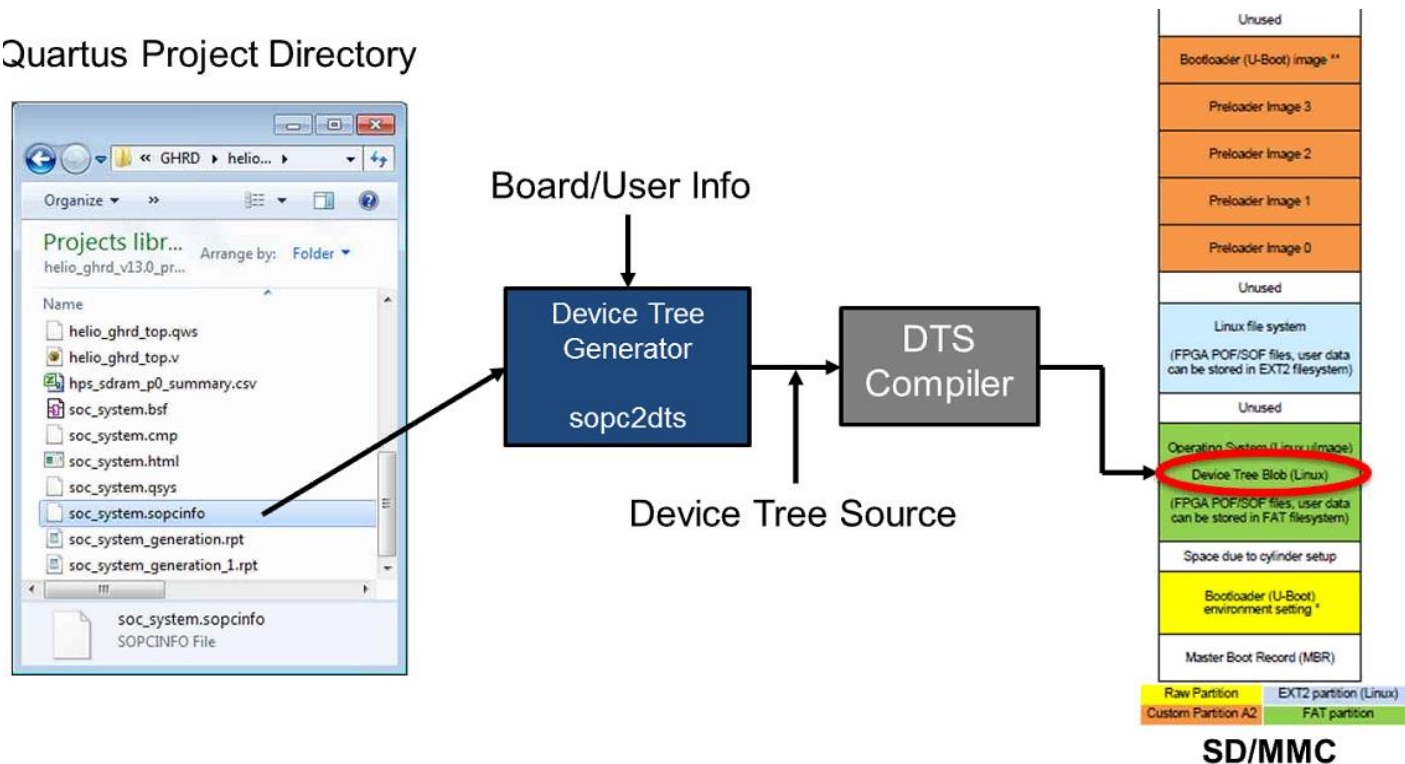 Quartus Project Directory
« GHRD ▸ helio... ▸
Organize ▾ »
Projects libr...
helio_ghrd_v13.0_pr...
Arrange by: Folder ▾
Name
helio_ghrd_top.qws
helio_ghrd_top.v
hps_sdram_p0_summary.csv
soc_system.bsf
soc_system.cmp
soc_system.html
soc_system.qsys
soc_system.sopcinfo
soc_system_generation.rpt
soc_system_generation_1.rpt
soc_system.sopcinfo
SOPCINFO File
Board/User Info
Device Tree
Generator
sopc2dts
Device Tree Source
DTS
Compiler
Unused
Bootloader (U-Boot) image **
Preloader Image 3
Preloader Image 2
Preloader Image 1
Preloader Image 0
Unused
Linux file system
(FPGA POF/SOF files, user data
can be stored in EXT2 filesystem)
Unused
Operating System (Linux uImage)
Device Tree Blob (Linux)
(FPGA POF/SOF files, user data
can be stored in FAT filesystem)
Space due to cylinder setup
Bootloader (U-Boot)
environment setting *
Master Boot Record (MBR)
Raw Partition EXT2 partition (Linux)
Custom Partition A2 FAT partition
SD/MMC